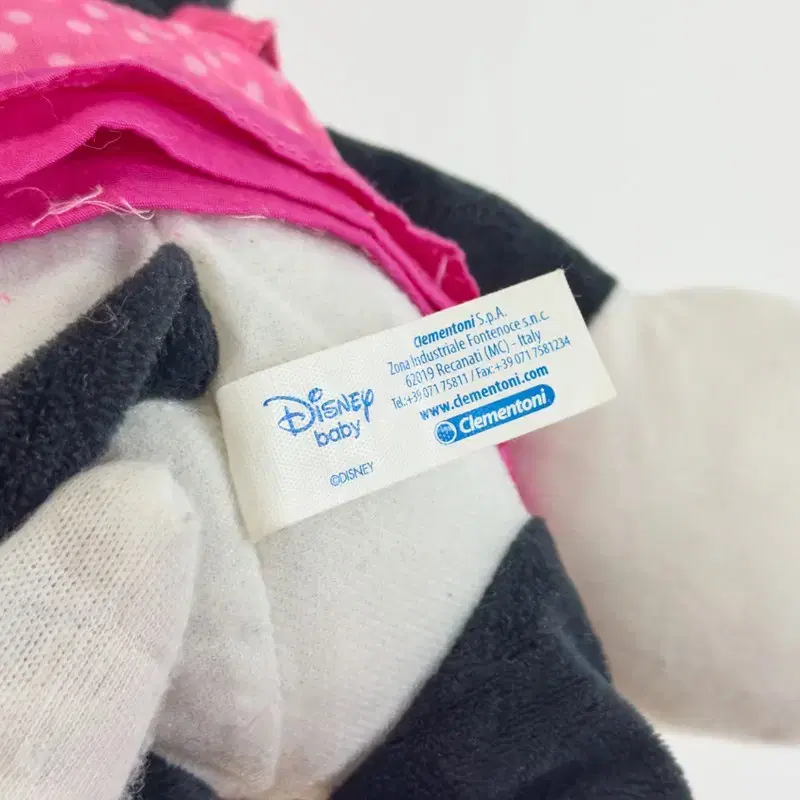 Disney
baby
©DISNEY
Clementoni S.p.A.
Zona Industriale Fontenoce s.n.c.
62019 Recanati (MC) - Italy
Tel.:+39 071 75811 / Fax:+39 071 7581234
www.clementoni.com
Clementoni